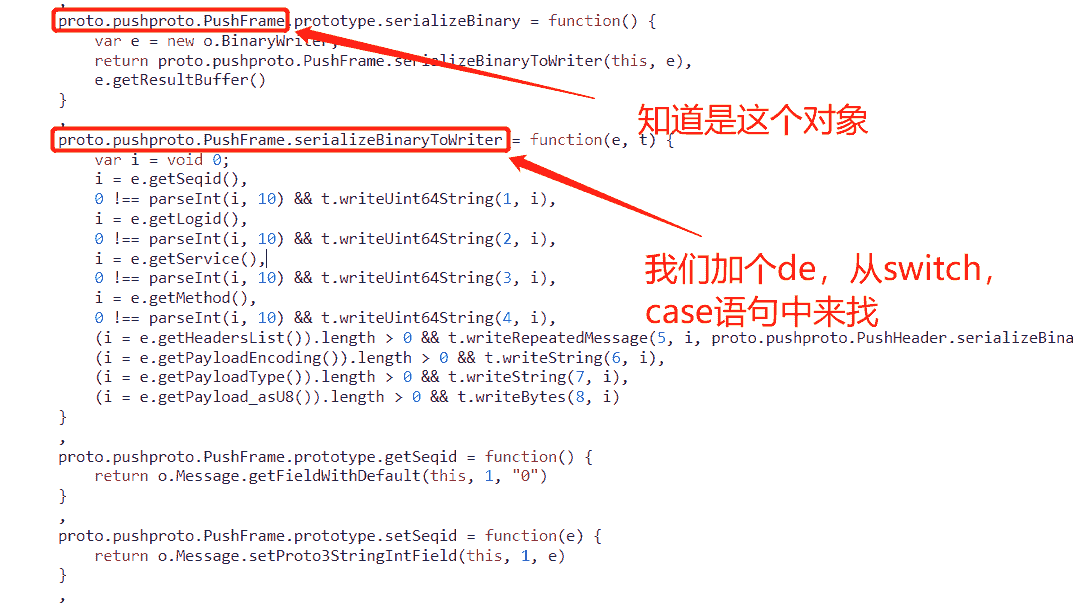 ,
proto.pushproto.PushFrame.prototype.serializeBinary = function() {
var e = new o.BinaryWriter,
return proto.pushproto.PushFrame.serializeBinaryToWriter(this, e),
e.getResultBuffer()
}
知道是这个对象
,
proto.pushproto.PushFrame.serializeBinaryToWriter = function(e, t) {
var i = void 0;
i = e.getSeqid(),
0 !== parseInt(i, 10) && t.writeUint64String(1, i),
i = e.getLogid(),
0 !== parseInt(i, 10) && t.writeUint64String(2, i),
i = e.getService(),
0 !== parseInt(i, 10) && t.writeUint64String(3, i),
i = e.getMethod(),
0 !== parseInt(i, 10) && t.writeUint64String(4, i),
我们加个de，从switch，
case语句中来找
(i = e.getHeadersList()).length > 0 && t.writeRepeatedMessage(5, i, proto.pushproto.PushHeader.serializeBina
(i = e.getPayloadEncoding()).length > 0 && t.writeString(6, i),
(i = e.getPayloadType()).length > 0 && t.writeString(7, i),
(i = e.getPayload_asU8()).length > 0 && t.writeBytes(8, i)
}
,
proto.pushproto.PushFrame.prototype.getSeqid = function() {
return o.Message.getFieldWithDefault(this, 1, "0")
}
,
proto.pushproto.PushFrame.prototype.setSeqid = function(e) {
return o.Message.setProto3StringIntField(this, 1, e)
}
,